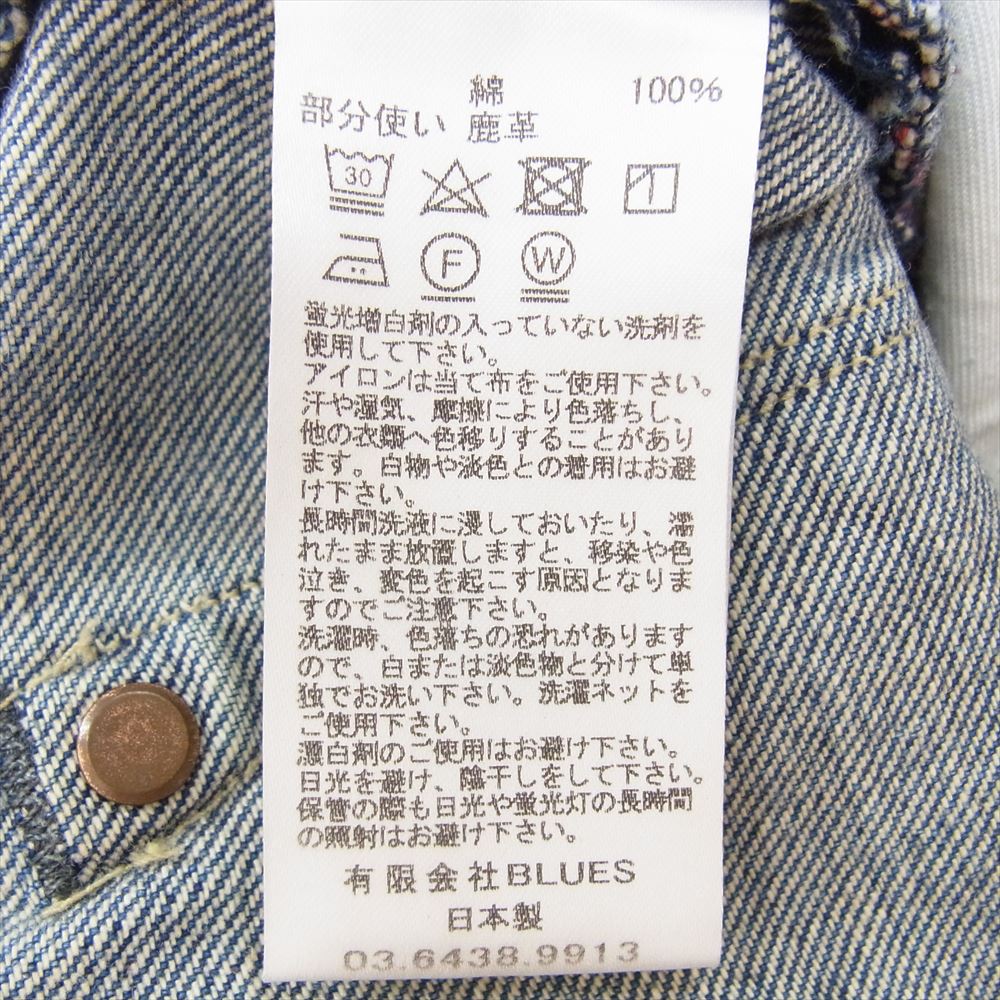 綿 100%
部分使い 鹿革
30
F W
蛍光増白剤の入っていない洗剤を
使用して下さい。
アイロンは当て布をご使用下さい。
汗や湿気、摩擦により色落ちし、
他の衣類へ色移りすることがあり
ます。白物や淡色との着用はお避
け下さい。
長時間洗液に浸しておいたり、濡
れたまま放置しますと、移染や色
泣き、変色を起こす原因となりま
すのでご注意下さい。
洗濯時、色落ちの恐れがあります
ので、白または淡色物と分けて単
独でお洗い下さい。洗濯ネットを
ご使用下さい。
漂白剤のご使用はお避け下さい。
日光を避け、陰干しをして下さい。
保管の際も日光や蛍光灯の長時間
の照射はお避け下さい。
有限会社BLUES
日本製
03.6438.9913